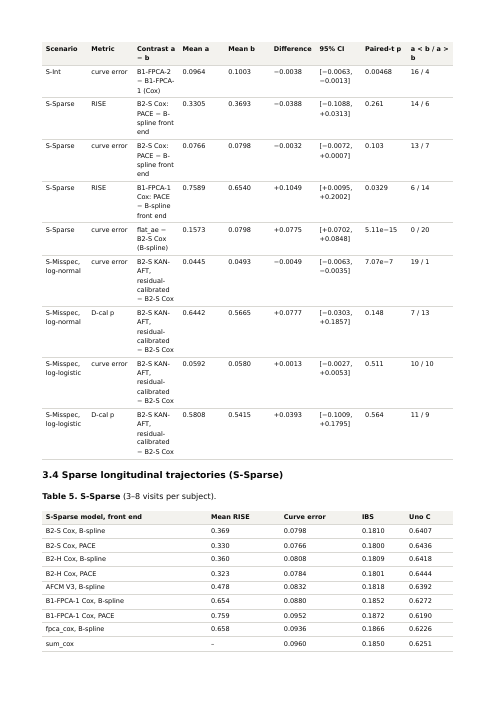 Scenario Metric Contrast a − b Mean a Mean b Difference 95% CI Paired-t p a < b / a > b
S-Int curve error B1-FPCA-2 − B1-FPCA-1 (Cox) 0.0964 0.1003 −0.0038 [−0.0063, −0.0013] 0.00468 16 / 4
S-Sparse RISE B2-S Cox: PACE − B-spline front end 0.3305 0.3693 −0.0388 [−0.1088, +0.0313] 0.261 14 / 6
S-Sparse curve error B2-S Cox: PACE − B-spline front end 0.0766 0.0798 −0.0032 [−0.0072, +0.0007] 0.103 13 / 7
S-Sparse RISE B1-FPCA-1 Cox: PACE − B-spline front end 0.7589 0.6540 +0.1049 [+0.0095, +0.2002] 0.0329 6 / 14
S-Sparse curve error flat_ae − B2-S Cox (B-spline) 0.1573 0.0798 +0.0775 [+0.0702, +0.0848] 5.11e−15 0 / 20
S-Misspec, log-normal curve error B2-S KAN-AFT, residual-calibrated − B2-S Cox 0.0445 0.0493 −0.0049 [−0.0063, −0.0035] 7.07e−7 19 / 1
S-Misspec, log-normal D-cal p B2-S KAN-AFT, residual-calibrated − B2-S Cox 0.6442 0.5665 +0.0777 [−0.0303, +0.1857] 0.148 7 / 13
S-Misspec, log-logistic curve error B2-S KAN-AFT, residual-calibrated − B2-S Cox 0.0592 0.0580 +0.0013 [−0.0027, +0.0053] 0.511 10 / 10
S-Misspec, log-logistic D-cal p B2-S KAN-AFT, residual-calibrated − B2-S Cox 0.5808 0.5415 +0.0393 [−0.1009, +0.1795] 0.564 11 / 9
3.4 Sparse longitudinal trajectories (S-Sparse)
Table 5. S-Sparse (3–8 visits per subject).
S-Sparse model, front end Mean RISE Curve error IBS Uno C
B2-S Cox, B-spline 0.369 0.0798 0.1810 0.6407
B2-S Cox, PACE 0.330 0.0766 0.1800 0.6436
B2-H Cox, B-spline 0.360 0.0808 0.1809 0.6418
B2-H Cox, PACE 0.323 0.0784 0.1801 0.6444
AFCM V3, B-spline 0.478 0.0832 0.1818 0.6392
B1-FPCA-1 Cox, B-spline 0.654 0.0880 0.1852 0.6272
B1-FPCA-1 Cox, PACE 0.759 0.0952 0.1872 0.6190
fpca_cox, B-spline 0.658 0.0936 0.1866 0.6226
sum_cox – 0.0960 0.1850 0.6251